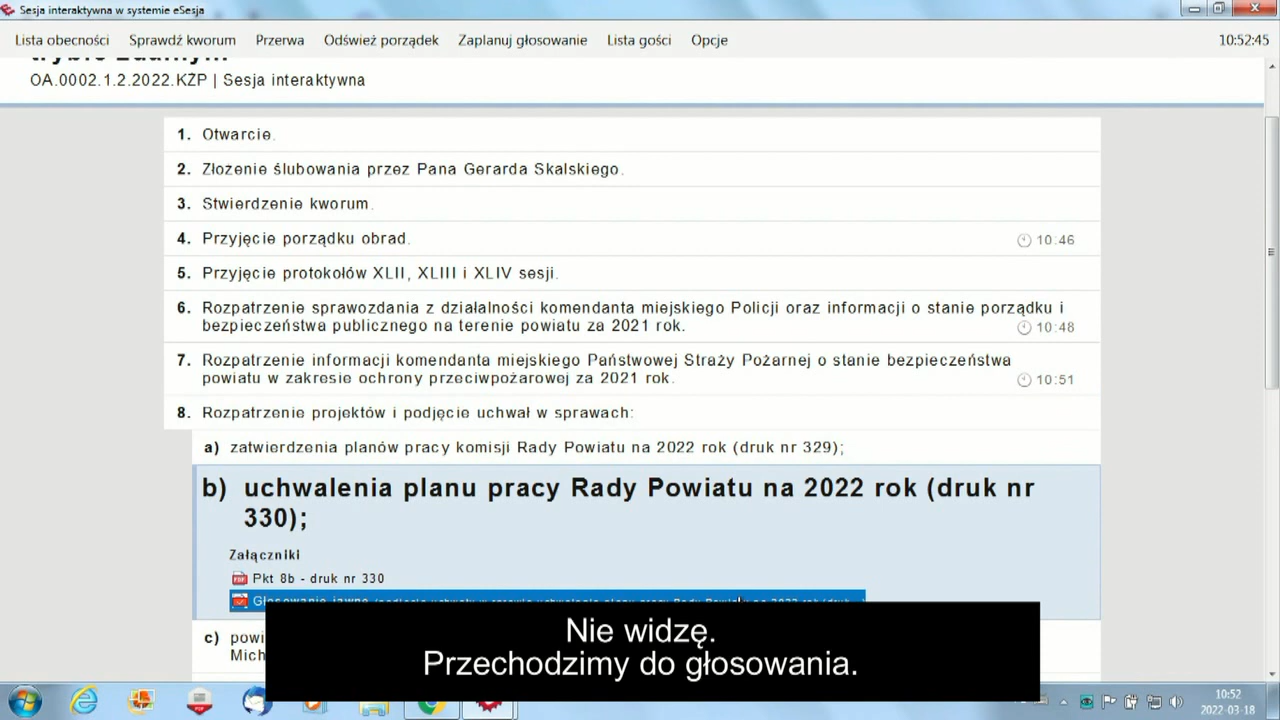 Sesja interaktywna w systemie eSesja
Lista obecności Sprawdź kworum Przerwa Odśwież porządek Zaplanuj głosowanie Lista gości Opcje 10:52:45
OA.0002.1.2.2022.KŻP | Sesja interaktywna
1. Otwarcie.
2. Złożenie ślubowania przez Pana Gerarda Skalskiego.
3. Stwierdzenie kworum.
4. Przyjęcie porządku obrad. 10:46
5. Przyjęcie protokołów XLII, XLIII i XLIV sesji.
6. Rozpatrzenie sprawozdania z działalności komendanta miejskiego Policji oraz informacji o stanie porządku i
bezpieczeństwa publicznego na terenie powiatu za 2021 rok. 10:48
7. Rozpatrzenie informacji komendanta miejskiego Państwowej Straży Pożarnej o stanie bezpieczeństwa
powiatu w zakresie ochrony przeciwpożarowej za 2021 rok. 10:51
8. Rozpatrzenie projektów i podjęcie uchwał w sprawach:
a) zatwierdzenia planów pracy komisji Rady Powiatu na 2022 rok (druk nr 329);
b) uchwalenia planu pracy Rady Powiatu na 2022 rok (druk nr
330);
Załączniki
Pkt 8b - druk nr 330
Głosowanie jawne
c) powi
Mich
Nie widzę.
Przechodzimy do głosowania.
10:52
2022-03-18